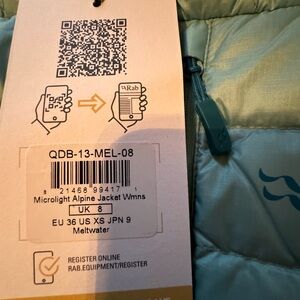 Rab
QDB-13-MEL-08
8 21468 99417
Microlight Alpine Jacket Wmns
UK 8
EU 36 US XS JPN 9
Meltwater
REGISTER ONLINE
RAB.EQUIPMENT/REGISTER